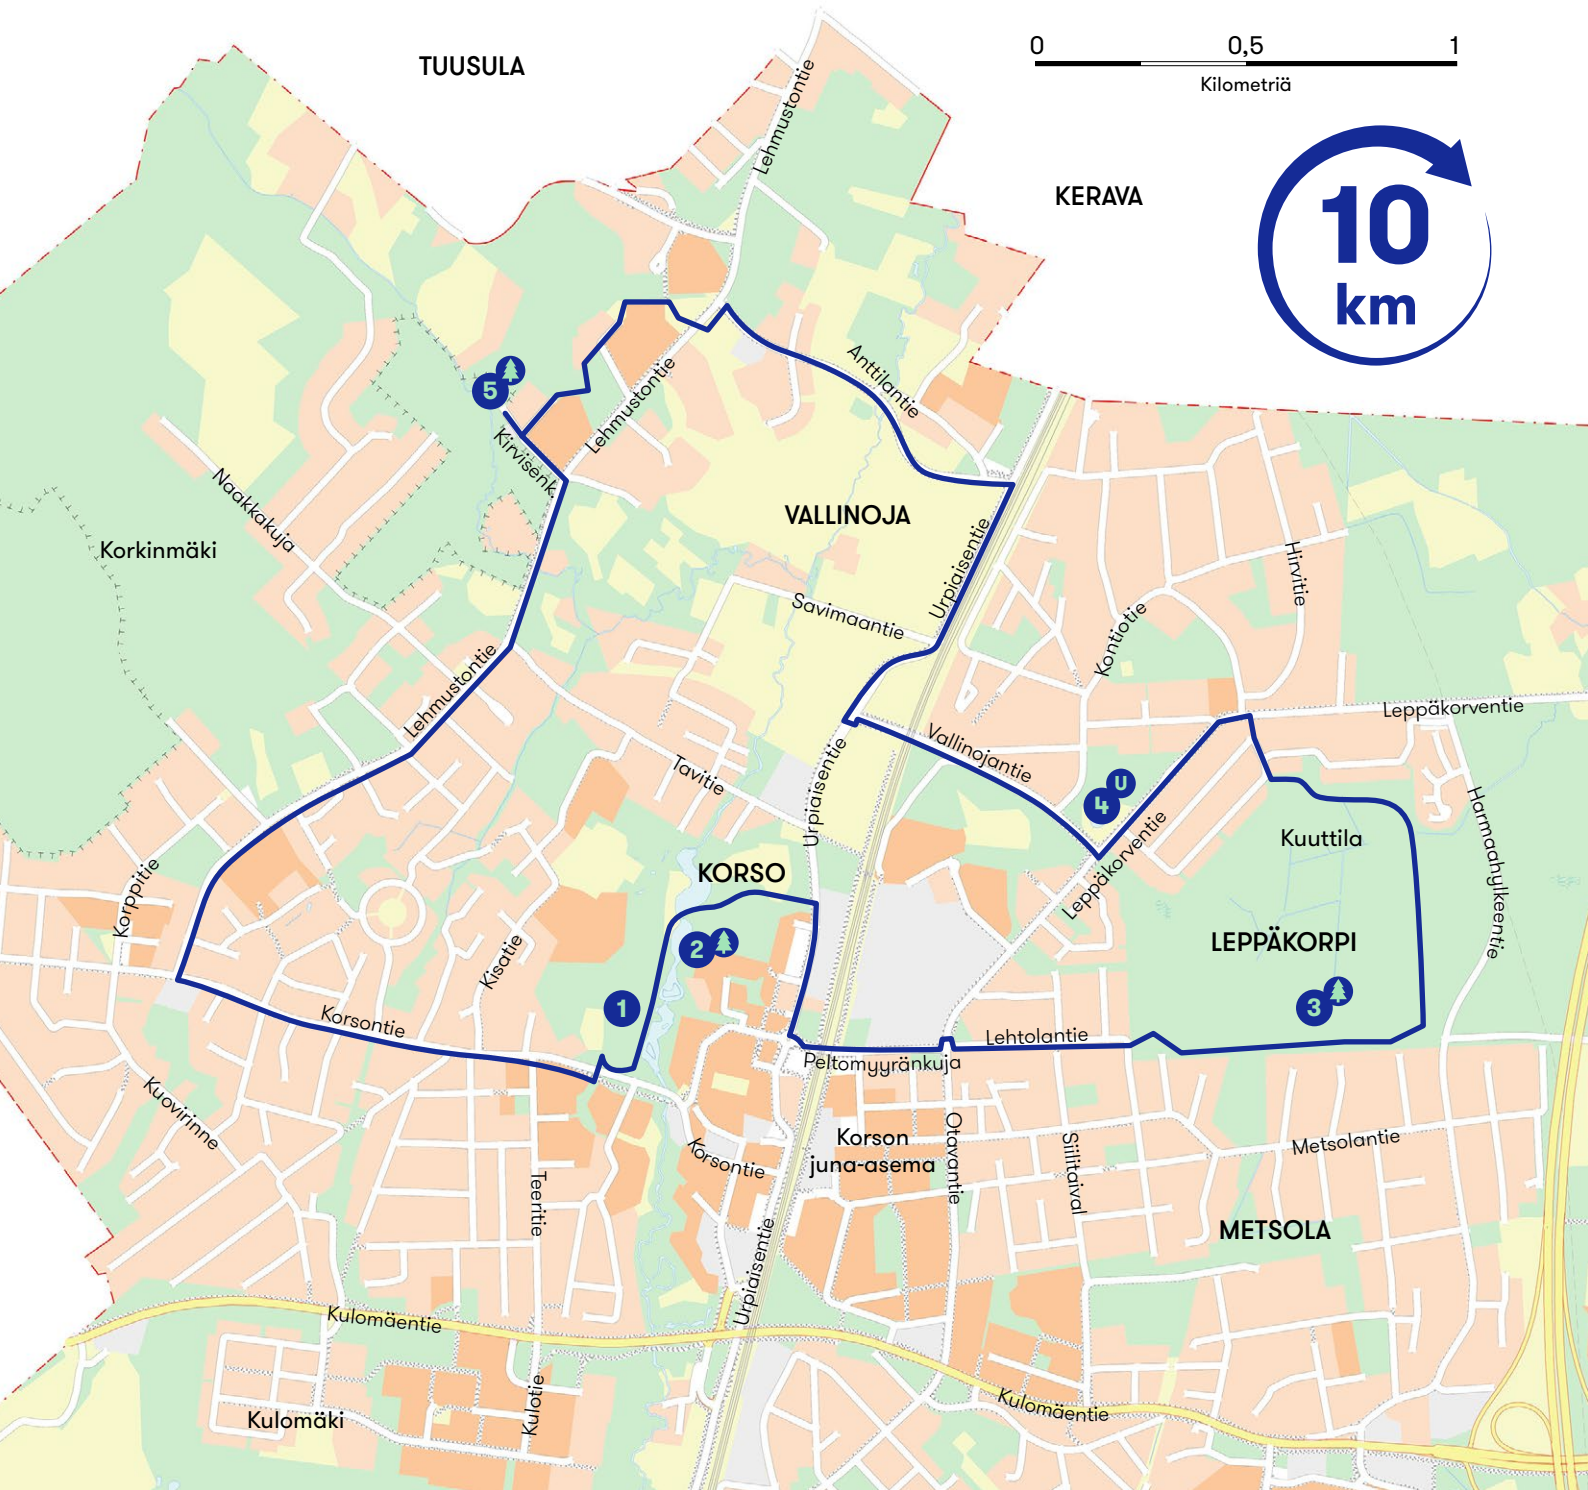 TUUSULA
0 0,5 1
Kilometriä
Lehmustontie
KERAVA
10
km
Anttilantie
5
Lehmustontie
Kirvisenk.
Naakkakuja
VALLINOJA
Korkinmäki
Urpiaisentie
Hirvitie
Savimaantie
Kontiotie
Lehmustontie
Leppäkorventie
Vallinojantie
Tavitie
Urpiaisentie
U
4
Harmaahylkeentie
Kuuttila
Leppäkorventie
KORSO
Korppitie
Kisatie
2
LEPPÄKORPI
1
3
Korsontie
Lehtolantie
Peltomyyränkuja
Kuovirinne
Otavantie
Korson
juna-asema
Siilitaival
Metsolantie
Korsontie
Teeritie
METSOLA
Urpiaisentie
Kulomäentie
Kulotie
Kulomäentie
Kulomäki